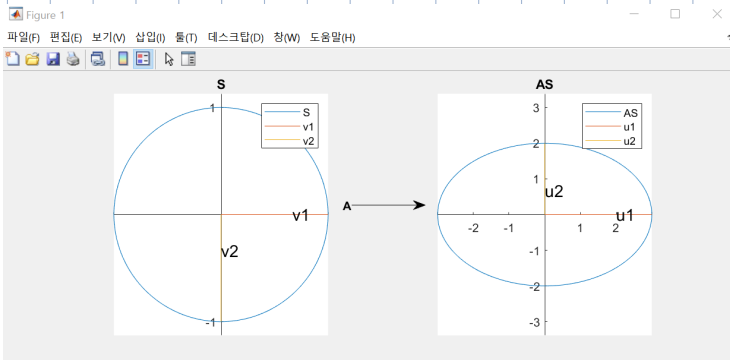 Figure 1
파일(F) 편집(E) 보기(V) 삽입(I) 툴(T) 데스크탑(D) 창(W) 도움말(H)
S
AS
1
S
v1
v2
v1
v2
-1
A
3
AS
u1
u2
2
1
u2
u1
-2 -1 1 2
-1
-2
-3